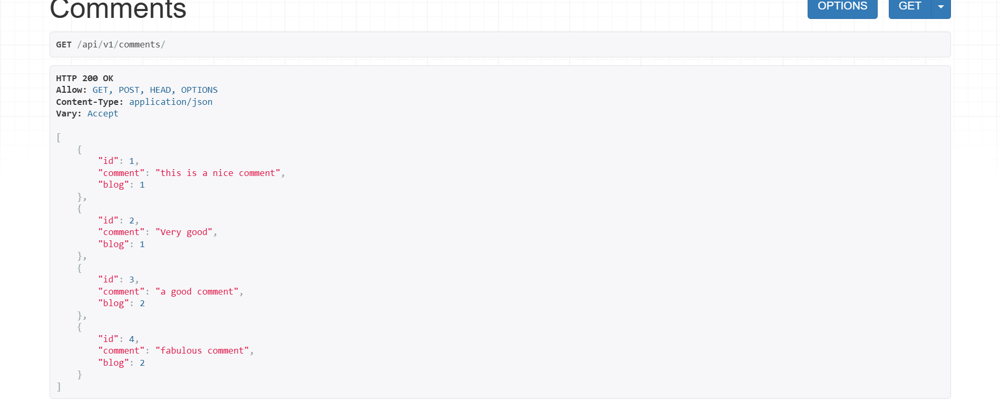 Comments
OPTIONS
GET
GET /api/v1/comments/
HTTP 200 OK
Allow: GET, POST, HEAD, OPTIONS
Content-Type: application/json
Vary: Accept
[
    {
        "id": 1,
        "comment": "this is a nice comment",
        "blog": 1
    },
    {
        "id": 2,
        "comment": "Very good",
        "blog": 1
    },
    {
        "id": 3,
        "comment": "a good comment",
        "blog": 2
    },
    {
        "id": 4,
        "comment": "fabulous comment",
        "blog": 2
    }
]